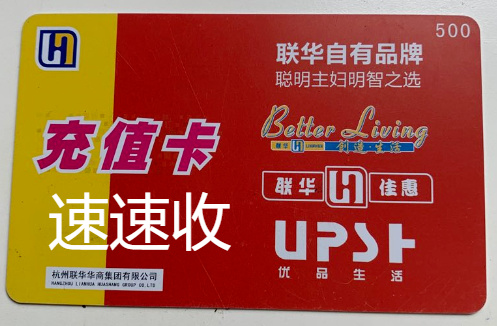 500
联华自有品牌
聪明主妇明智之选
Better Living
联华 LIANHUA 创造·生活
充值卡
联华 佳惠
速速收
UPSH
优品生活
杭州联华华商集团有限公司
HANGZHOU LIANHUA HUASHANG GROUP CO.,LTD